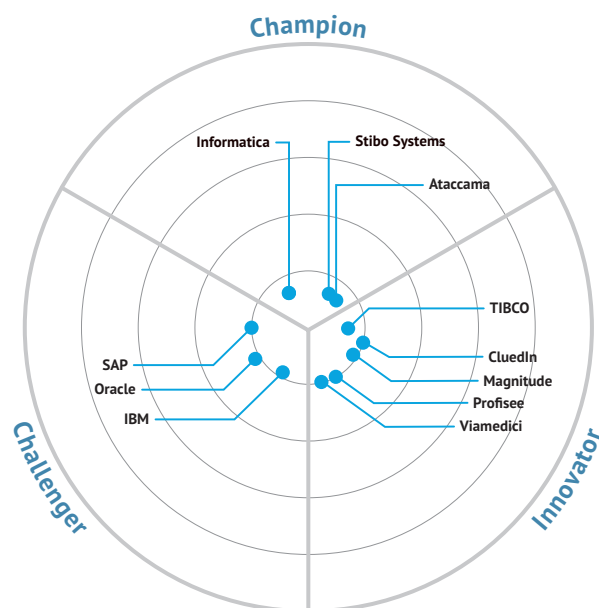 Champion
Informatica
Stibo Systems
Ataccama
TIBCO
CluedIn
SAP
Magnitude
Oracle
Profisee
IBM
Viamedici
Challenger
Innovator